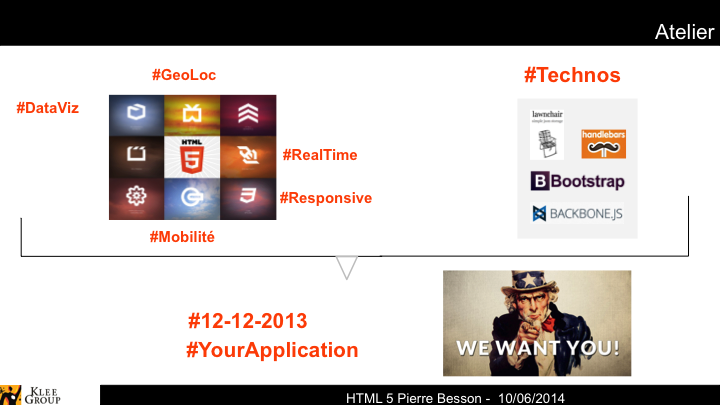 Atelier
#GeoLoc
#Technos
#DataViz
HTML
5
#RealTime
#Responsive
#Mobilité
lawnchair
simple json storage
handlebars
B Bootstrap
BACKBONE.JS
#12-12-2013
#YourApplication
WE WANT YOU!
KLEE
GROUP
HTML 5 Pierre Besson - 10/06/2014